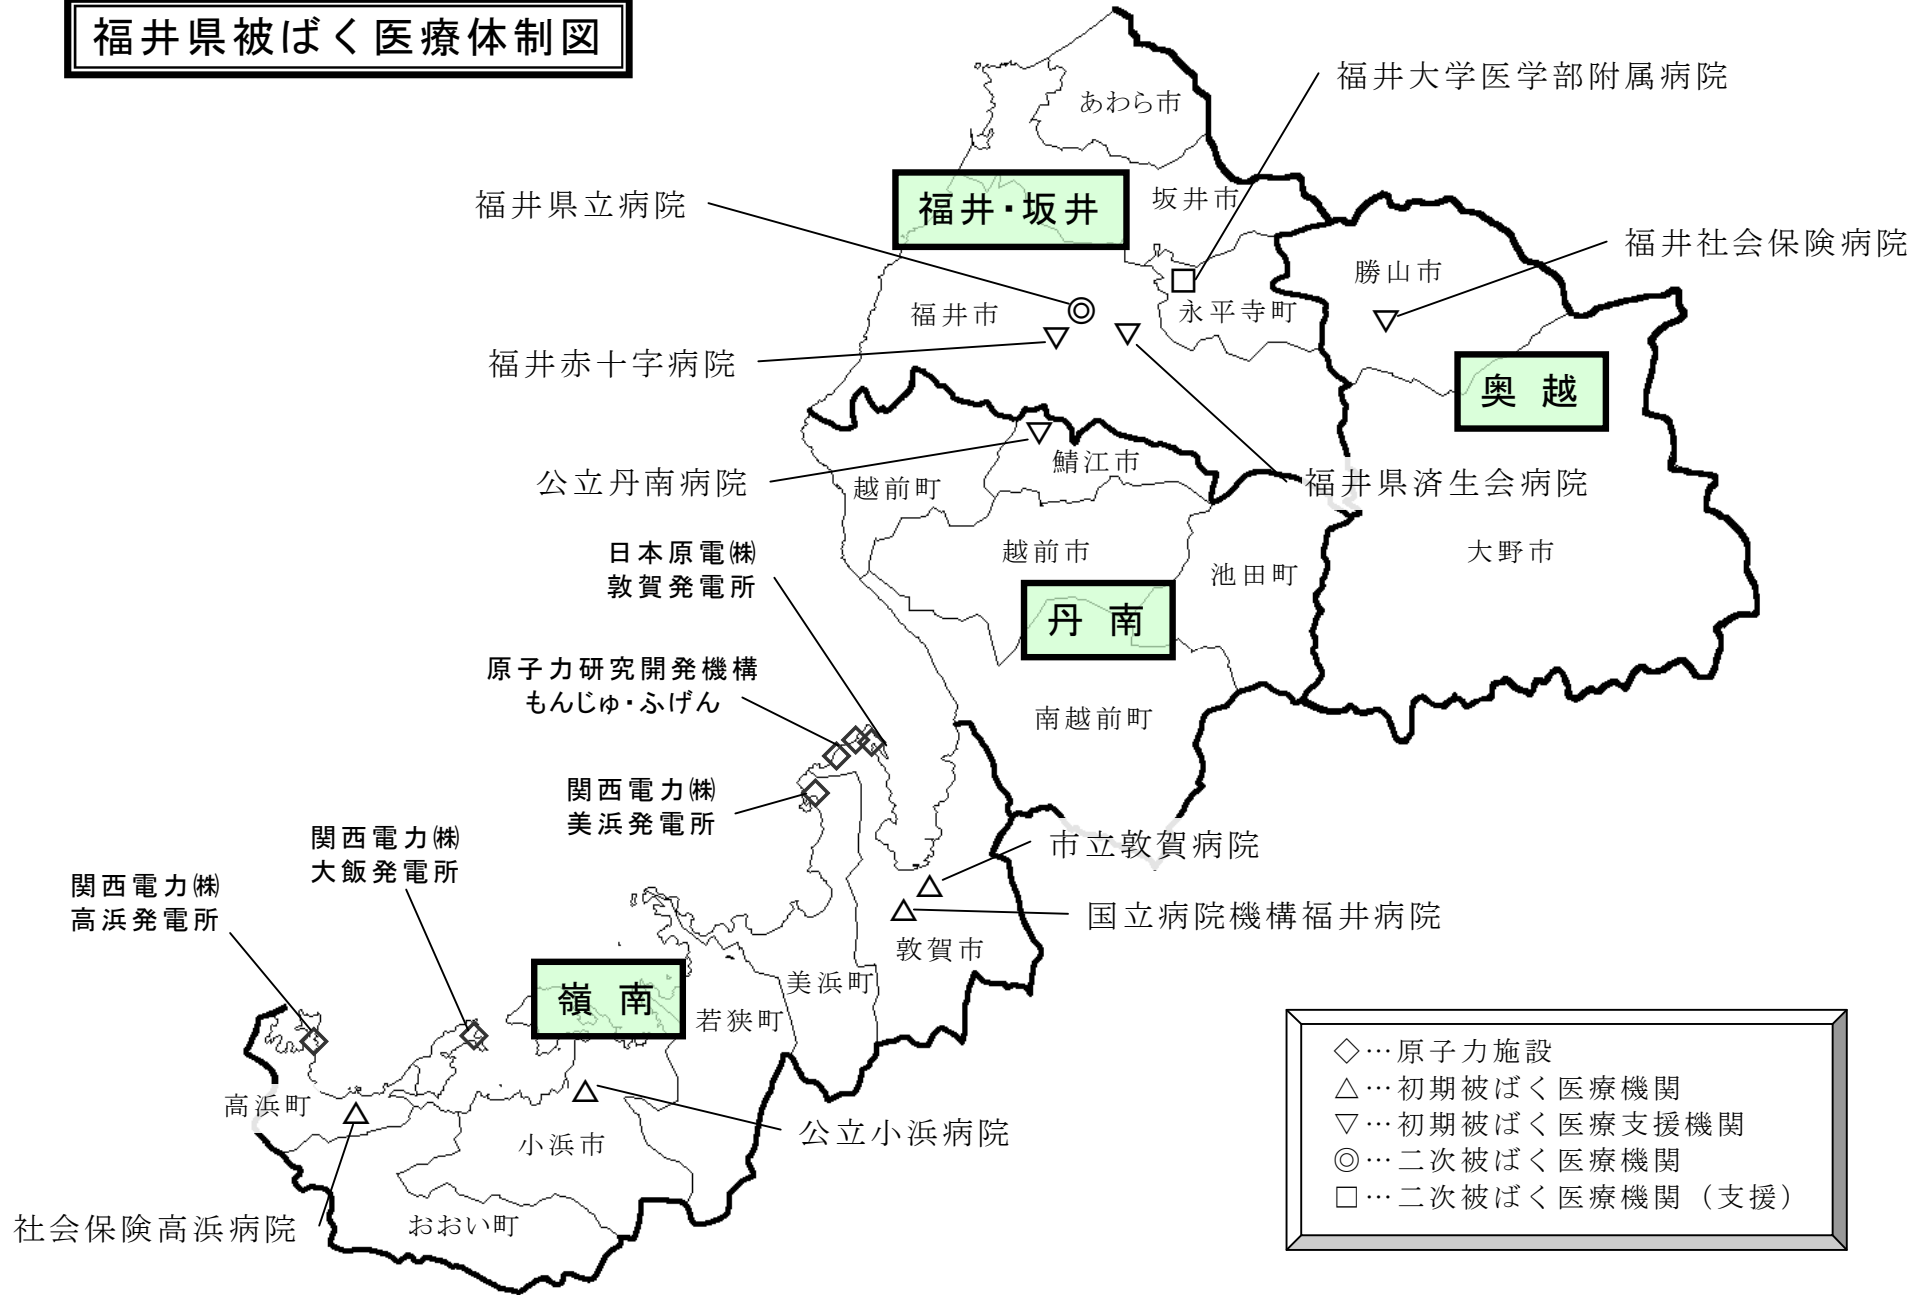 福井県被ばく医療体制図
福井大学医学部附属病院
あわら市
福井県立病院
福井・坂井
坂井市
福井社会保険病院
勝山市
福井市
永平寺町
福井赤十字病院
奥越
公立丹南病院
鯖江市
越前町
福井県済生会病院
日本原電㈱
敦賀発電所
越前市
池田町
大野市
丹南
原子力研究開発機構
もんじゅ・ふげん
南越前町
関西電力㈱
美浜発電所
関西電力㈱
大飯発電所
市立敦賀病院
関西電力㈱
高浜発電所
国立病院機構福井病院
敦賀市
美浜町
嶺南
若狭町
高浜町
小浜市
公立小浜病院
社会保険高浜病院
おおい町
◇…原子力施設
△…初期被ばく医療機関
▽…初期被ばく医療支援機関
◎…二次被ばく医療機関
□…二次被ばく医療機関（支援）